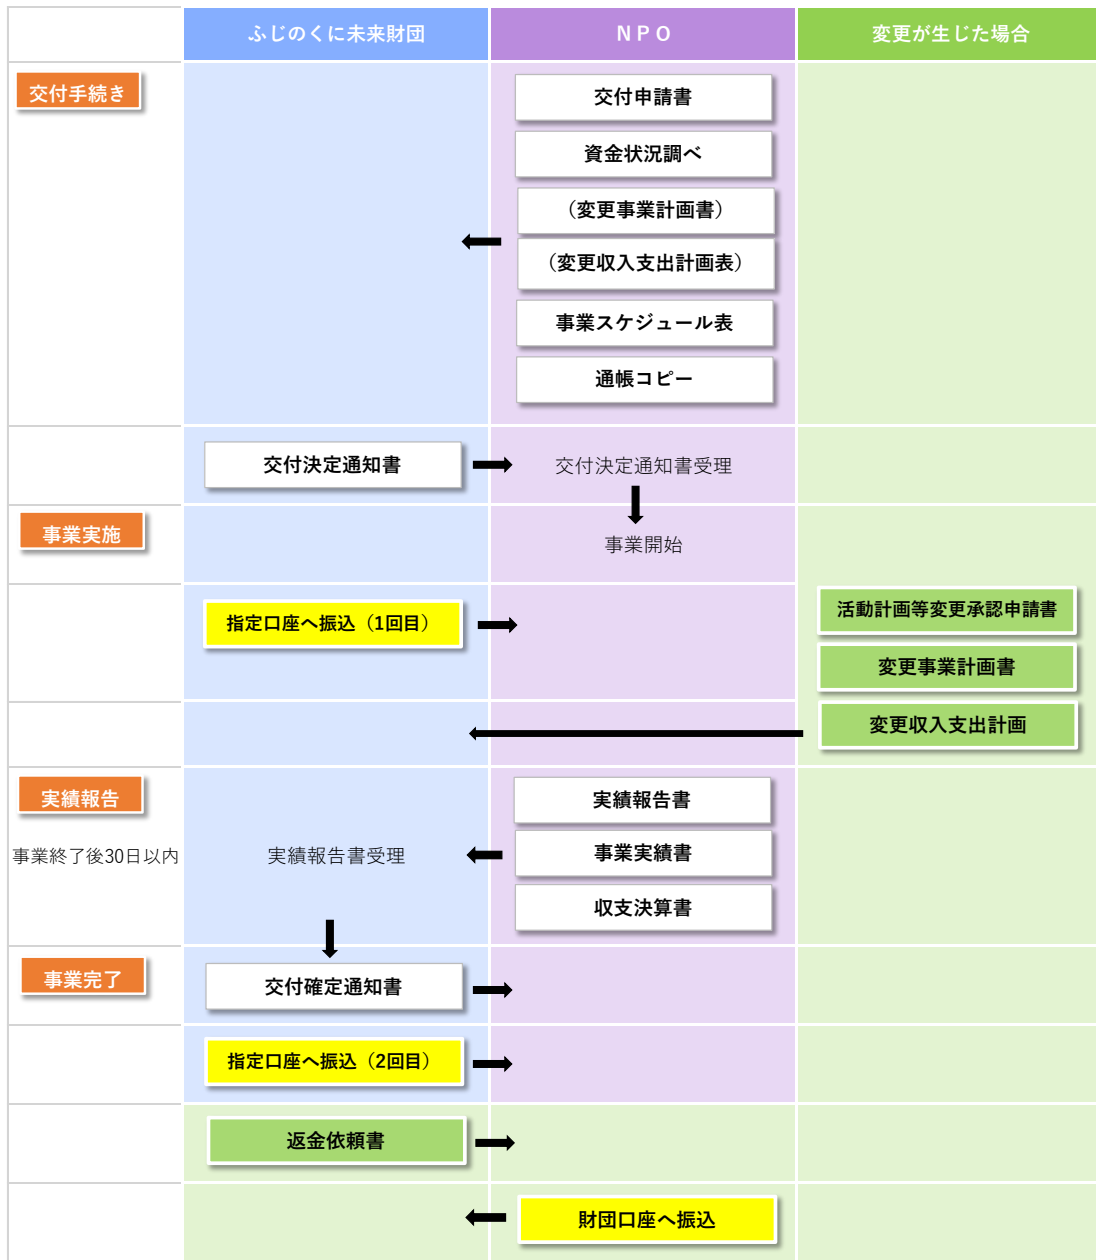 ふじのくに未来財団
ＮＰＯ
変更が生じた場合
交付手続き
交付申請書
資金状況調べ
（変更事業計画書）
（変更収入支出計画表）
事業スケジュール表
通帳コピー
交付決定通知書
交付決定通知書受理
事業実施
事業開始
指定口座へ振込（1回目）
活動計画等変更承認申請書
変更事業計画書
変更収入支出計画
実績報告
実績報告書
事業終了後30日以内
実績報告書受理
事業実績書
収支決算書
事業完了
交付確定通知書
指定口座へ振込（2回目）
返金依頼書
財団口座へ振込